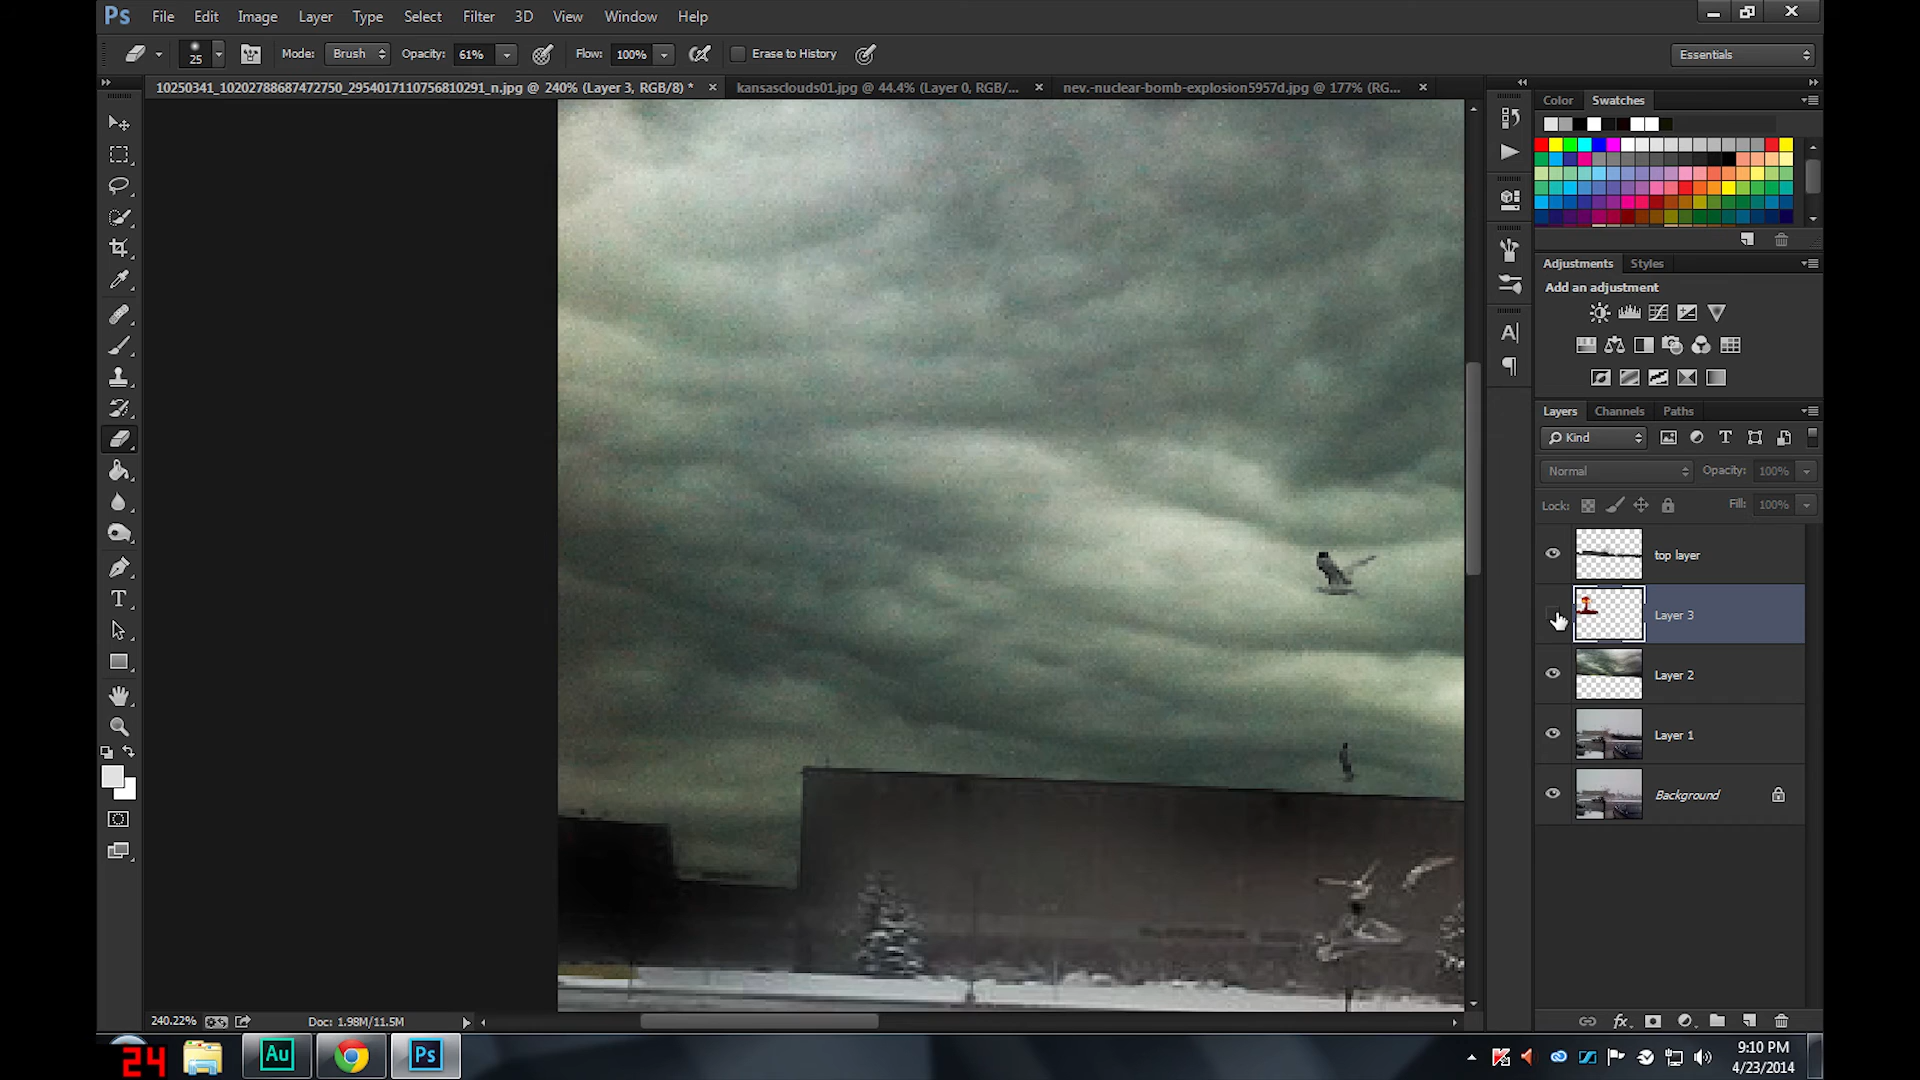 Ps File Edit Image Layer Type Select Filter 3D View Window Help
25 Mode: Brush Opacity: 61% Flow: 100% Erase to History Essentials
10250341_10202788687472750_2954017110756810291_n.jpg @ 240% (Layer 3, RGB/8) * kansasclouds01.jpg @ 44.4% (Layer 0, RGB/... nev.-nuclear-bomb-explosion5957d.jpg @ 177% (RG...
Color Swatches
Adjustments Styles
Add an adjustment
Layers Channels Paths
Kind
Normal Opacity: 100%
Lock: Fill: 100%
top layer
Layer 3
Layer 2
Layer 1
Background
240.22% Doc: 1.98M/11.5M
24 Au Ps 9:10 PM
4/23/2014